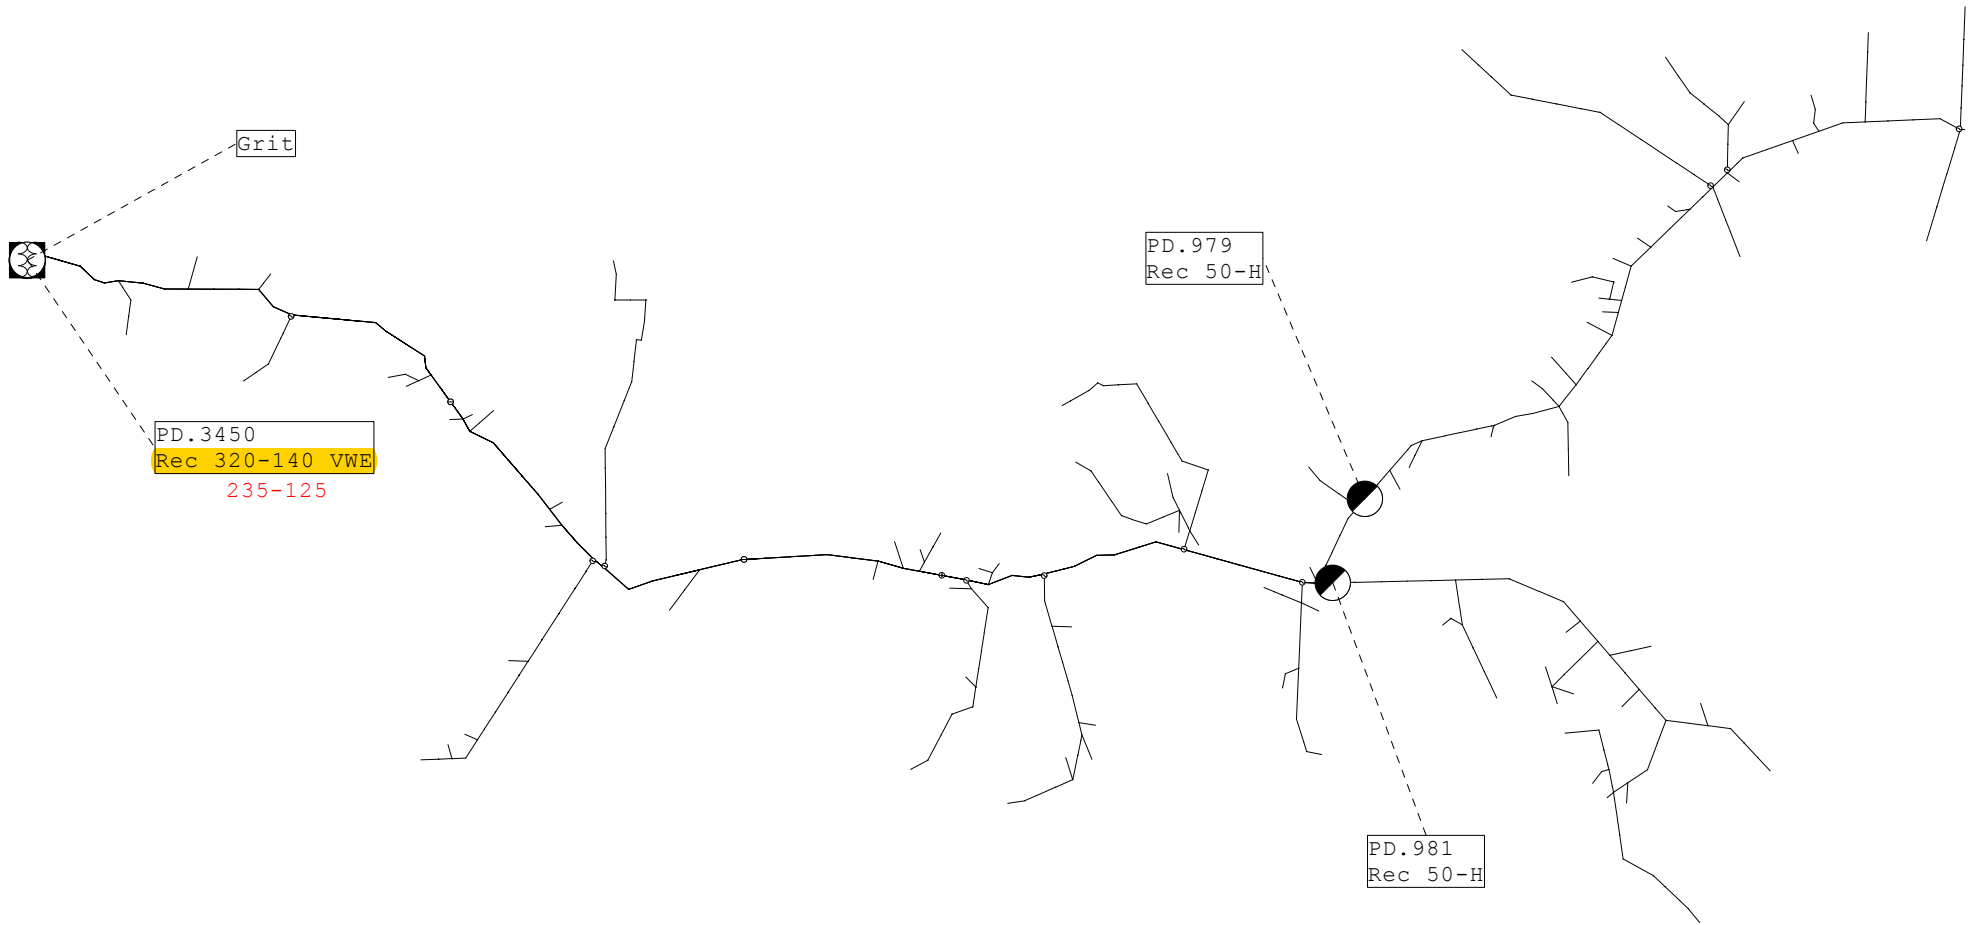 Grit
PD.979
Rec 50-H
PD.3450
Rec 320-140 VWE
235-125
PD.981
Rec 50-H